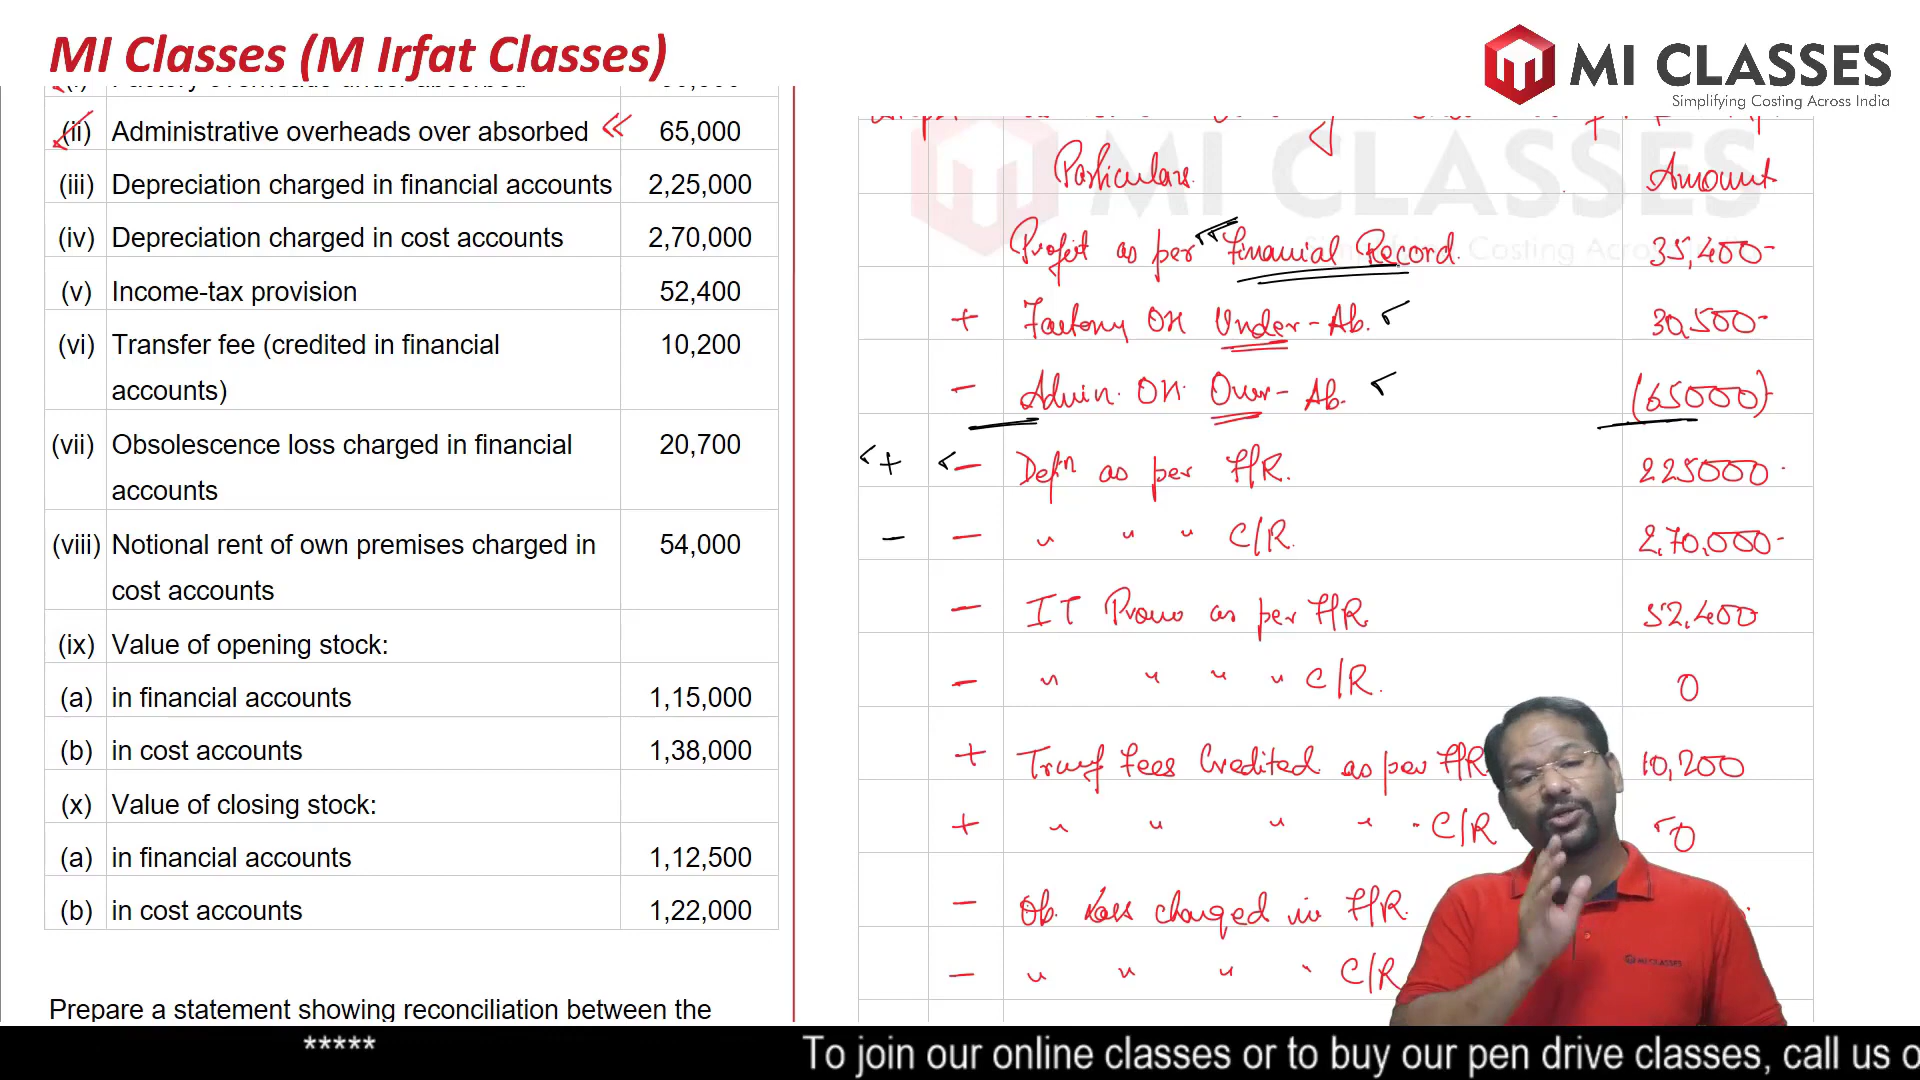 MI Classes (M Irfat Classes)
MI CLASSES
Simplifying Costing Across India
(ii) Administrative overheads over absorbed 65,000
(iii) Depreciation charged in financial accounts 2,25,000
(iv) Depreciation charged in cost accounts 2,70,000
(v) Income-tax provision 52,400
(vi) Transfer fee (credited in financial 10,200
accounts)
(vii) Obsolescence loss charged in financial 20,700
accounts
(viii) Notional rent of own premises charged in 54,000
cost accounts
(ix) Value of opening stock:
(a) in financial accounts 1,15,000
(b) in cost accounts 1,38,000
(x) Value of closing stock:
(a) in financial accounts 1,12,500
(b) in cost accounts 1,22,000
Prepare a statement showing reconciliation between the
MI CLASSES
Particulars Amount
Profit as per Financial Record. 35,400
+ Factory OH Under-Ab. 30,500
- Admin. OH. Over-Ab. (65000)
+ - Depn as per F/R. 225000
- - " " " C/R. 2,70,000
- IT Provn as per F/R 52,400
- " " " " C/R. 0
+ Transf Fees Credited as per F/R 10,200
+ " " " " C/R 0
- Ob. Loss charged in F/R.
- " " " " C/R
*****
To join our online classes or to buy our pen drive classes, call us o